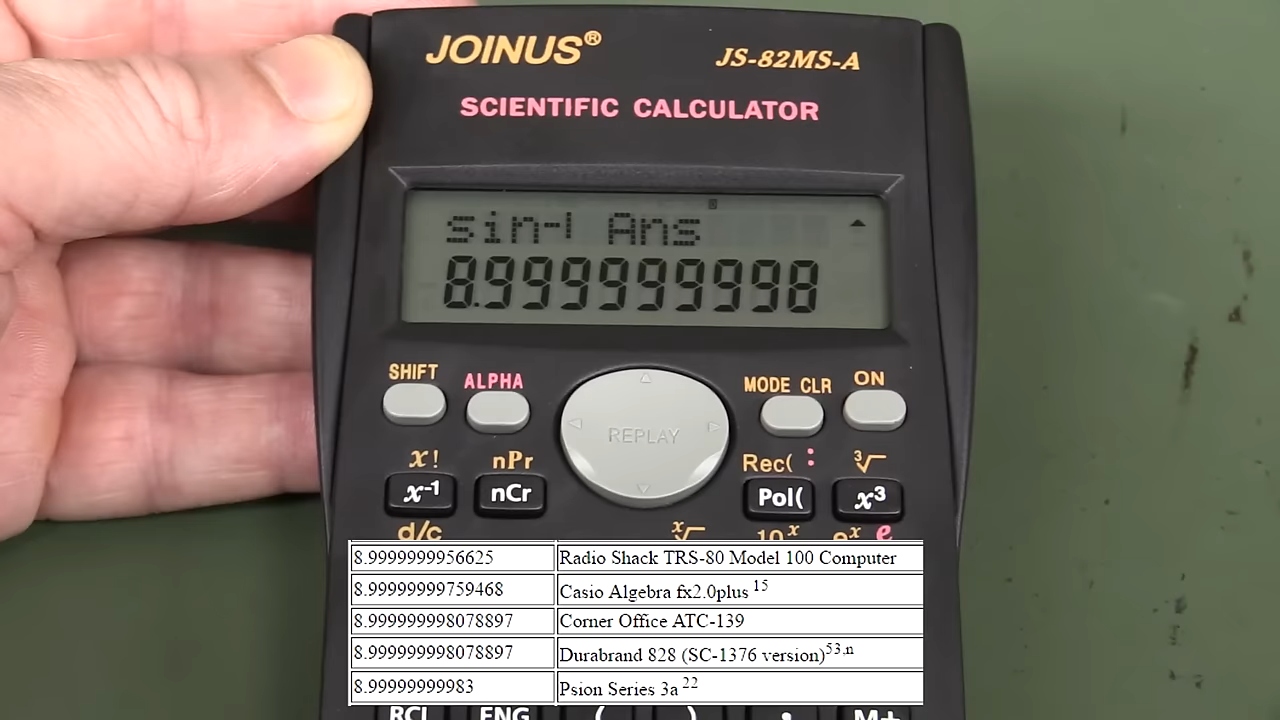 JOINUS® JS-82MS-A
SCIENTIFIC CALCULATOR
sin-1 Ans
8.999999998
SHIFT ALPHA MODE CLR ON
REPLAY
x! nPr Rec( : ³√
x⁻¹ nCr Pol( x³
d/c ˣ√ 10ˣ eˣ e
8.9999999956625 Radio Shack TRS-80 Model 100 Computer
8.99999999759468 Casio Algebra fx2.0plus 15
8.999999998078897 Corner Office ATC-139
8.999999998078897 Durabrand 828 (SC-1376 version)53,n
8.99999999983 Psion Series 3a 22
RCL ENG ( ) , M+